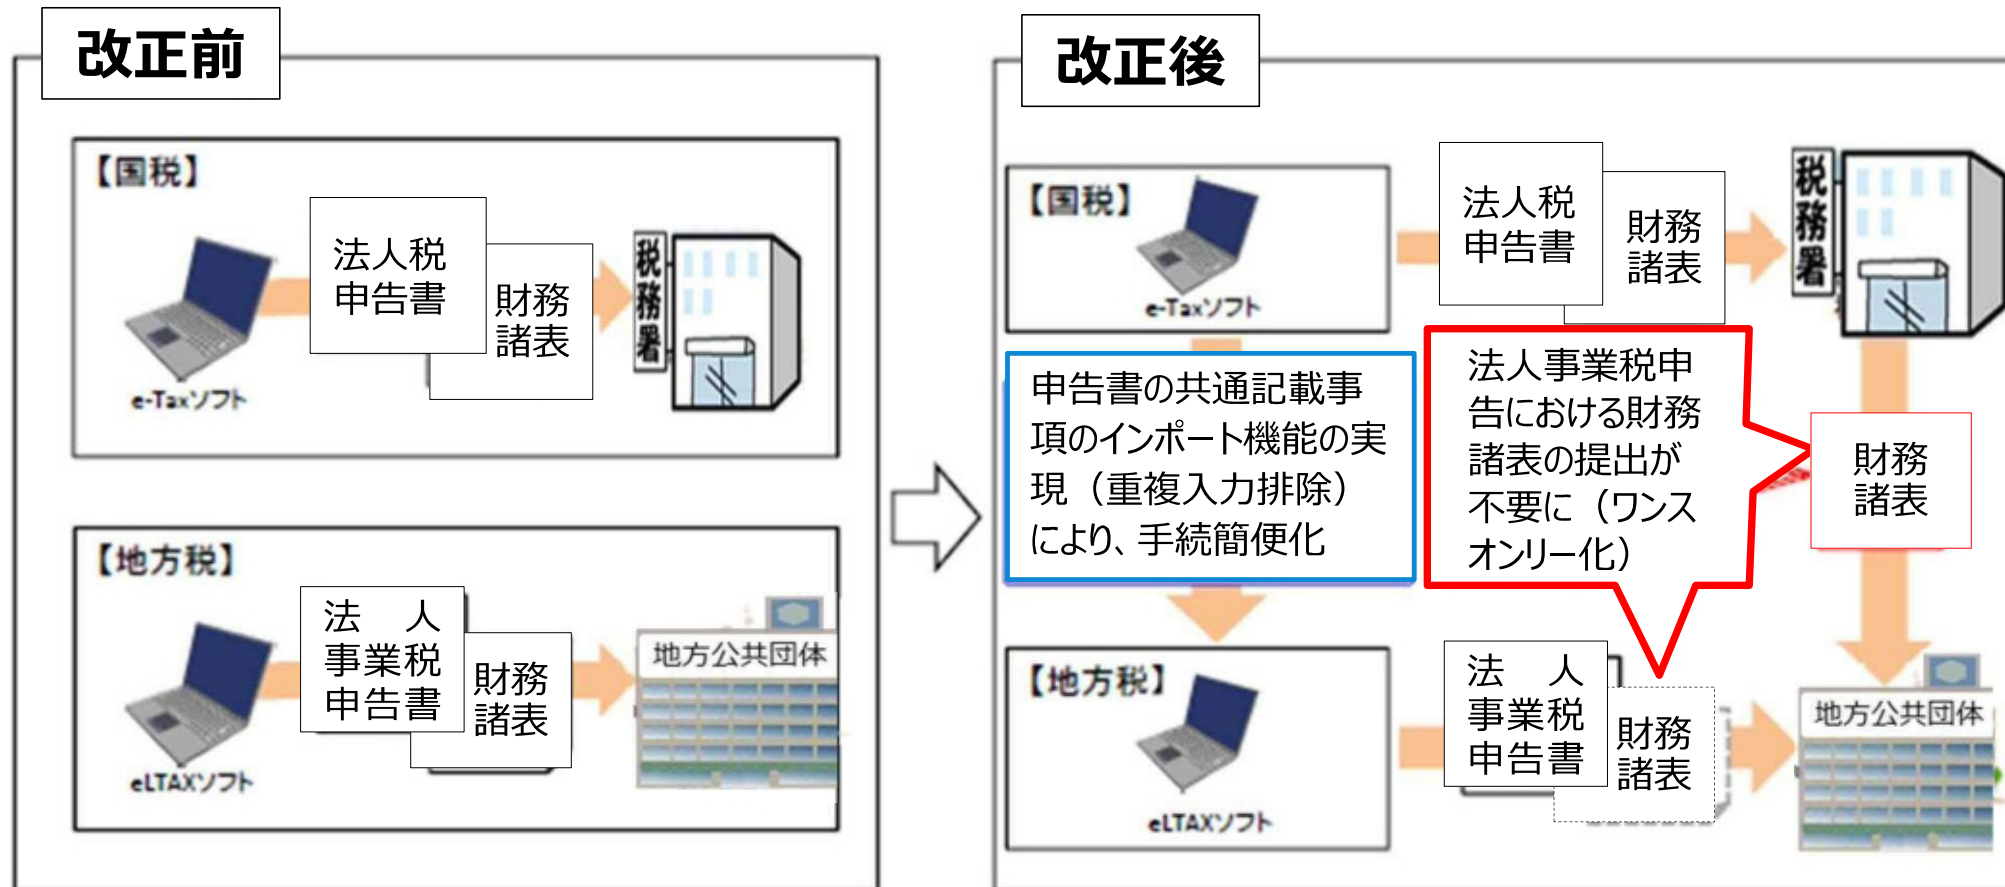 改正前
【国税】
法人税
申告書
財務
諸表
税務署
e-Taxソフト
【地方税】
法　人
事業税
申告書
財務
諸表
地方公共団体
eLTAXソフト
改正後
【国税】
法人税
申告書
財務
諸表
税務署
e-Taxソフト
申告書の共通記載事
項のインポート機能の実
現（重複入力排除）
により、手続簡便化
法人事業税申
告における財務
諸表の提出が
不要に（ワンス
オンリー化）
財務
諸表
【地方税】
法　人
事業税
申告書
財務
諸表
地方公共団体
eLTAXソフト